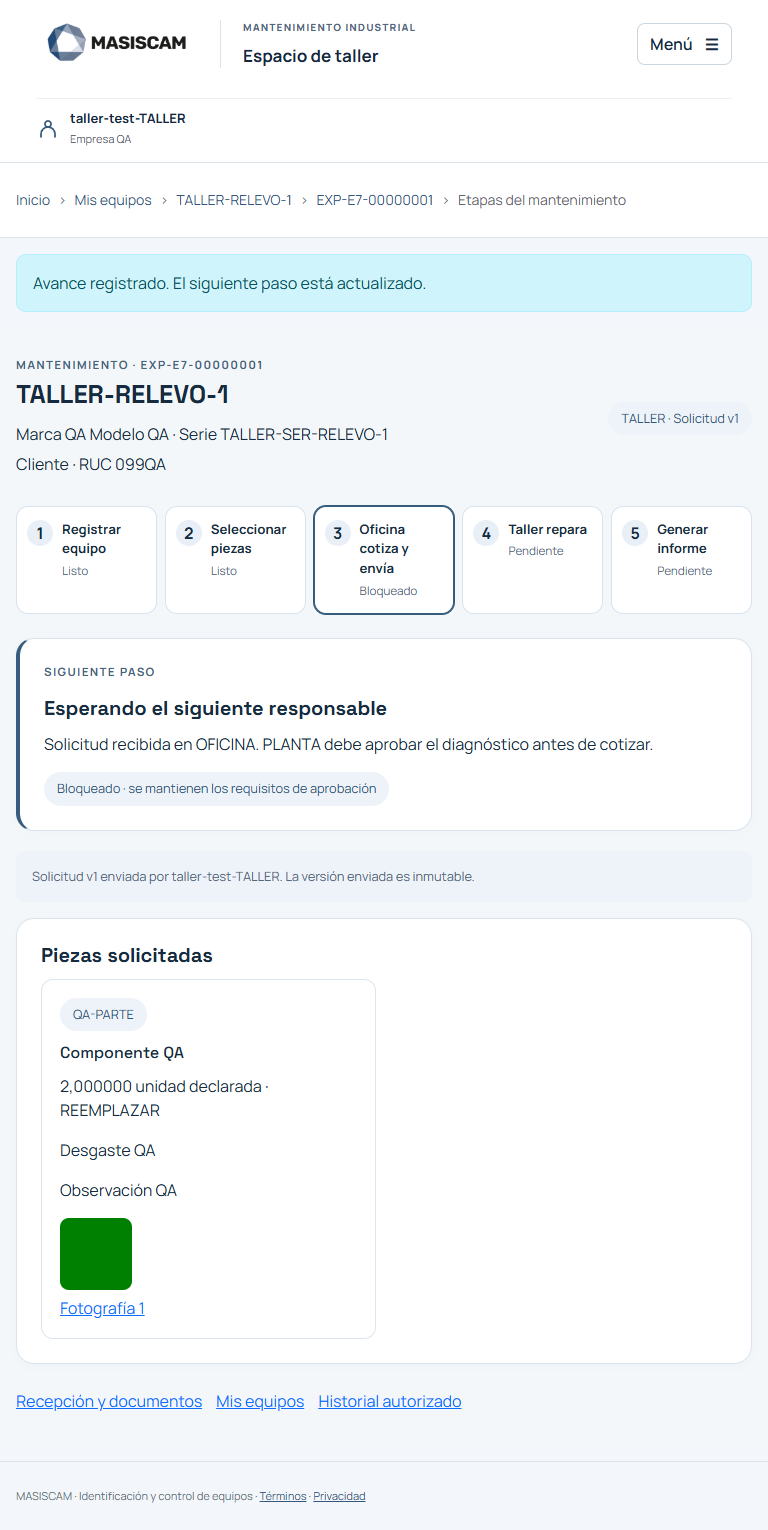 MASISCAM
MANTENIMIENTO INDUSTRIAL
Espacio de taller
Menú ☰
taller-test-TALLER
Empresa QA
Inicio › Mis equipos › TALLER-RELEVO-1 › EXP-E7-00000001 › Etapas del mantenimiento
Avance registrado. El siguiente paso está actualizado.
MANTENIMIENTO · EXP-E7-00000001
TALLER-RELEVO-1
Marca QA Modelo QA · Serie TALLER-SER-RELEVO-1
Cliente · RUC 099QA
TALLER · Solicitud v1
1
Registrar
equipo
Listo
2
Seleccionar
piezas
Listo
3
Oficina
cotiza y
envía
Bloqueado
4
Taller repara
Pendiente
5
Generar
informe
Pendiente
SIGUIENTE PASO
Esperando el siguiente responsable
Solicitud recibida en OFICINA. PLANTA debe aprobar el diagnóstico antes de cotizar.
Bloqueado · se mantienen los requisitos de aprobación
Solicitud v1 enviada por taller-test-TALLER. La versión enviada es inmutable.
Piezas solicitadas
QA-PARTE
Componente QA
2,000000 unidad declarada ·
REEMPLAZAR
Desgaste QA
Observación QA
Fotografía 1
Recepción y documentos Mis equipos Historial autorizado
MASISCAM · Identificación y control de equipos · Términos · Privacidad